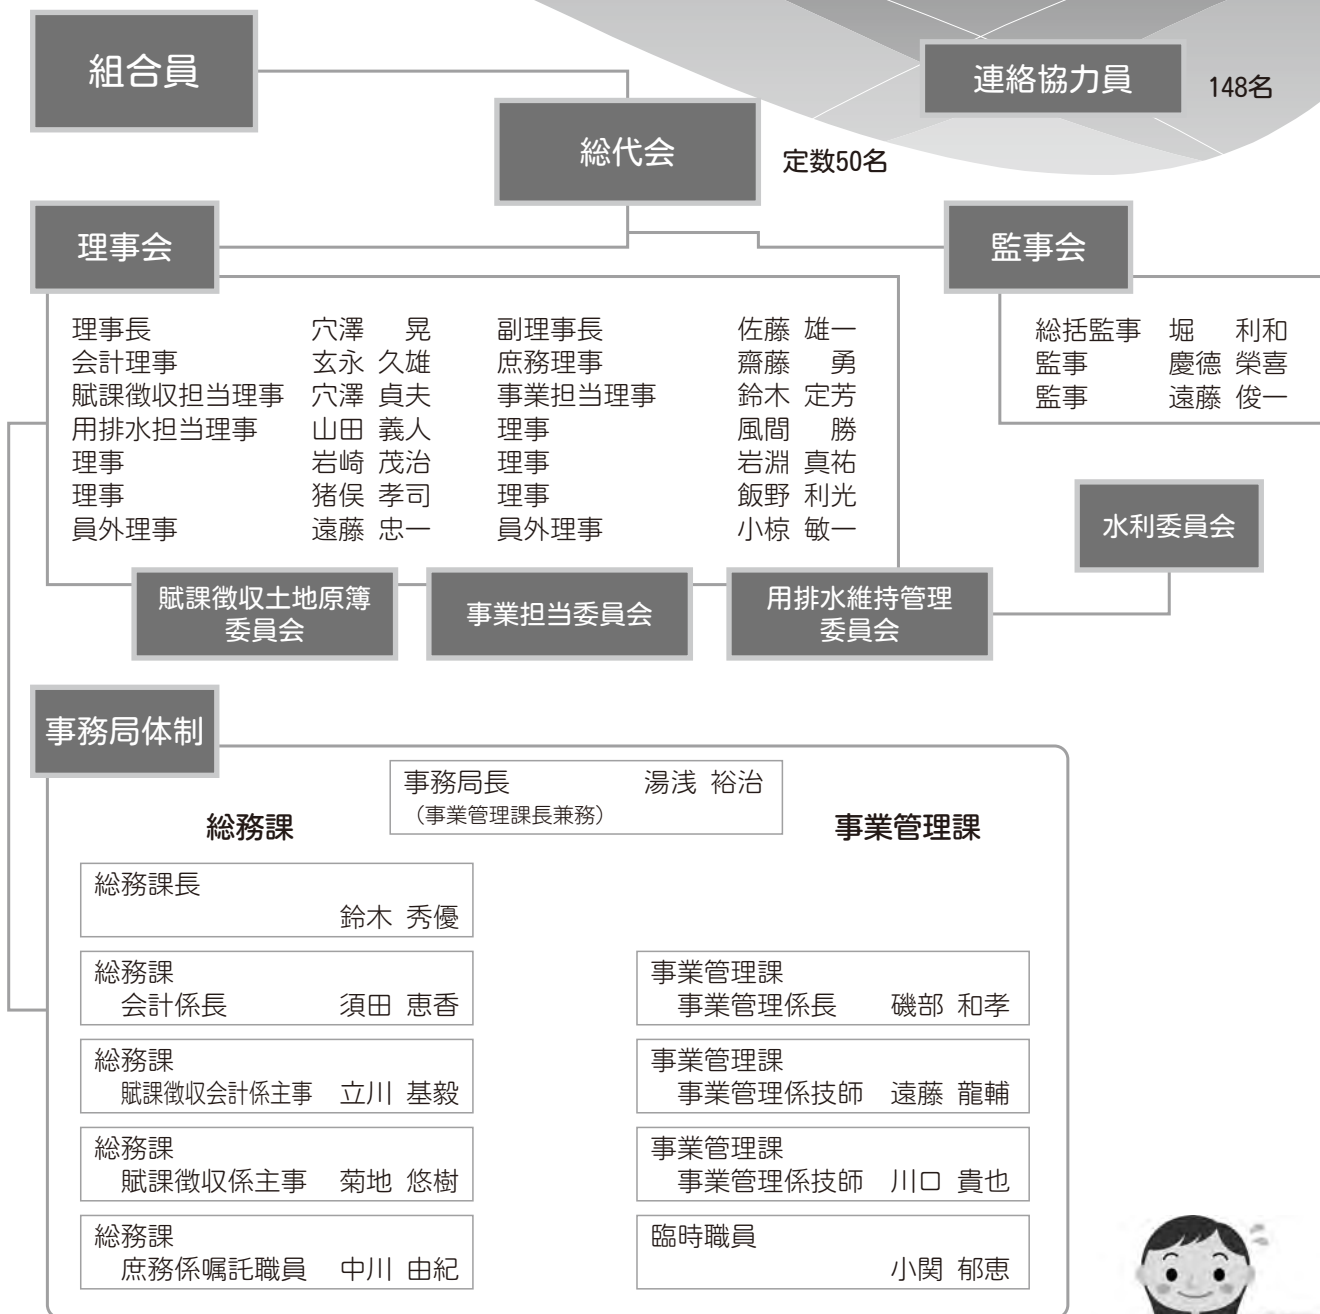 組合員
連絡協力員 148名
総代会 定数50名
理事会
監事会
理事長 穴澤 晃 副理事長 佐藤 雄一
会計理事 玄永 久雄 庶務理事 齋藤 勇
賦課徴収担当理事 穴澤 貞夫 事業担当理事 鈴木 定芳
用排水担当理事 山田 義人 理事 風間 勝
理事 岩崎 茂治 理事 岩淵 真祐
理事 猪俣 孝司 理事 飯野 利光
員外理事 遠藤 忠一 員外理事 小椋 敏一
総括監事 堀 利和
監事 慶德 榮喜
監事 遠藤 俊一
水利委員会
賦課徴収土地原簿
委員会
事業担当委員会
用排水維持管理
委員会
事務局体制
事務局長 湯浅 裕治
（事業管理課長兼務）
総務課
事業管理課
総務課長
鈴木 秀優
総務課
会計係長 須田 恵香
総務課
賦課徴収会計係主事 立川 基毅
総務課
賦課徴収係主事 菊地 悠樹
総務課
庶務係嘱託職員 中川 由紀
事業管理課
事業管理係長 磯部 和孝
事業管理課
事業管理係技師 遠藤 龍輔
事業管理課
事業管理係技師 川口 貴也
臨時職員
小関 郁恵